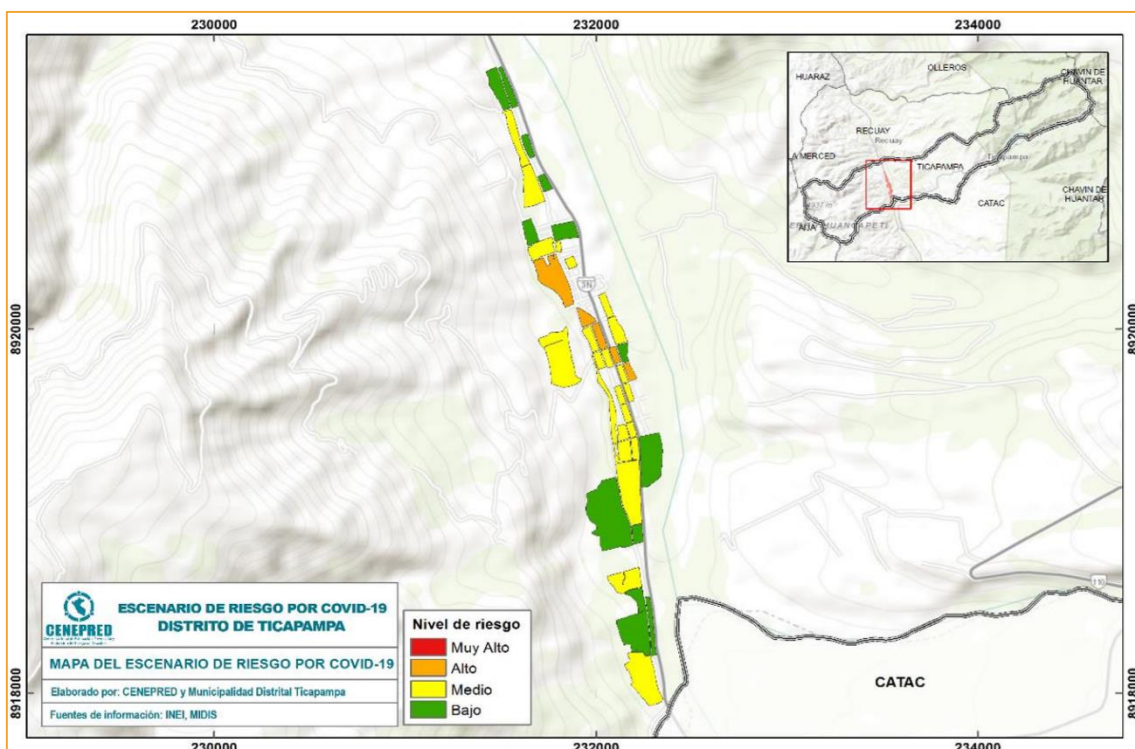 230000
232000
234000
HUARAZ
OLLEROS
CHAVIN DE
HUANTAR
RECUAY
Recuay
TICAPAMPA
Ticapampa
CATAC
CHAVIN DE
HUANTAR
AIJA
3N
8920000
8920000
110
CATAC
CENEPRED
ESCENARIO DE RIESGO POR COVID-19
DISTRITO DE TICAPAMPA
MAPA DEL ESCENARIO DE RIESGO POR COVID-19
Elaborado por: CENEPRED y Municipalidad Distrital Ticapampa
Fuentes de información: INEI, MIDIS
Nivel de riesgo
Muy Alto
Alto
Medio
Bajo
8918000
8918000
230000
232000
234000